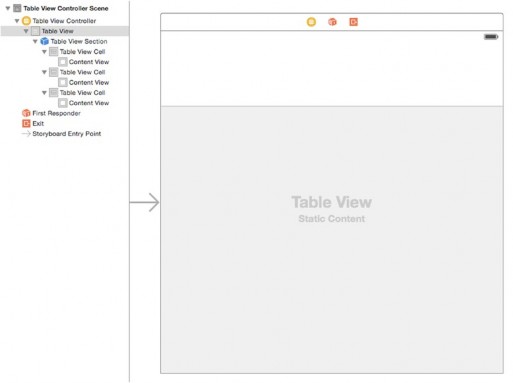 Table View Controller Scene
Table View Controller
Table View
Table View Section
Table View Cell
Content View
Table View Cell
Content View
Table View Cell
Content View
First Responder
Exit
Storyboard Entry Point
Table View
Static Content